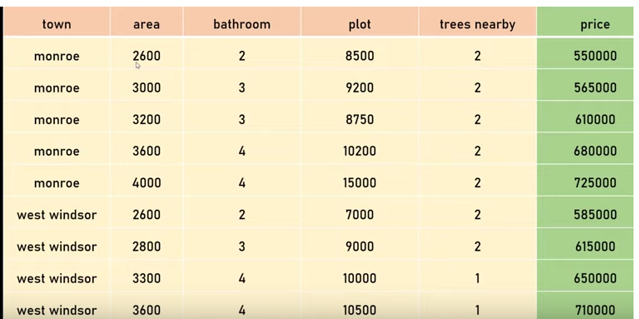 town area bathroom plot trees nearby price
monroe 2600 2 8500 2 550000
monroe 3000 3 9200 2 565000
monroe 3200 3 8750 2 610000
monroe 3600 4 10200 2 680000
monroe 4000 4 15000 2 725000
west windsor 2600 2 7000 2 585000
west windsor 2800 3 9000 2 615000
west windsor 3300 4 10000 1 650000
west windsor 3600 4 10500 1 710000